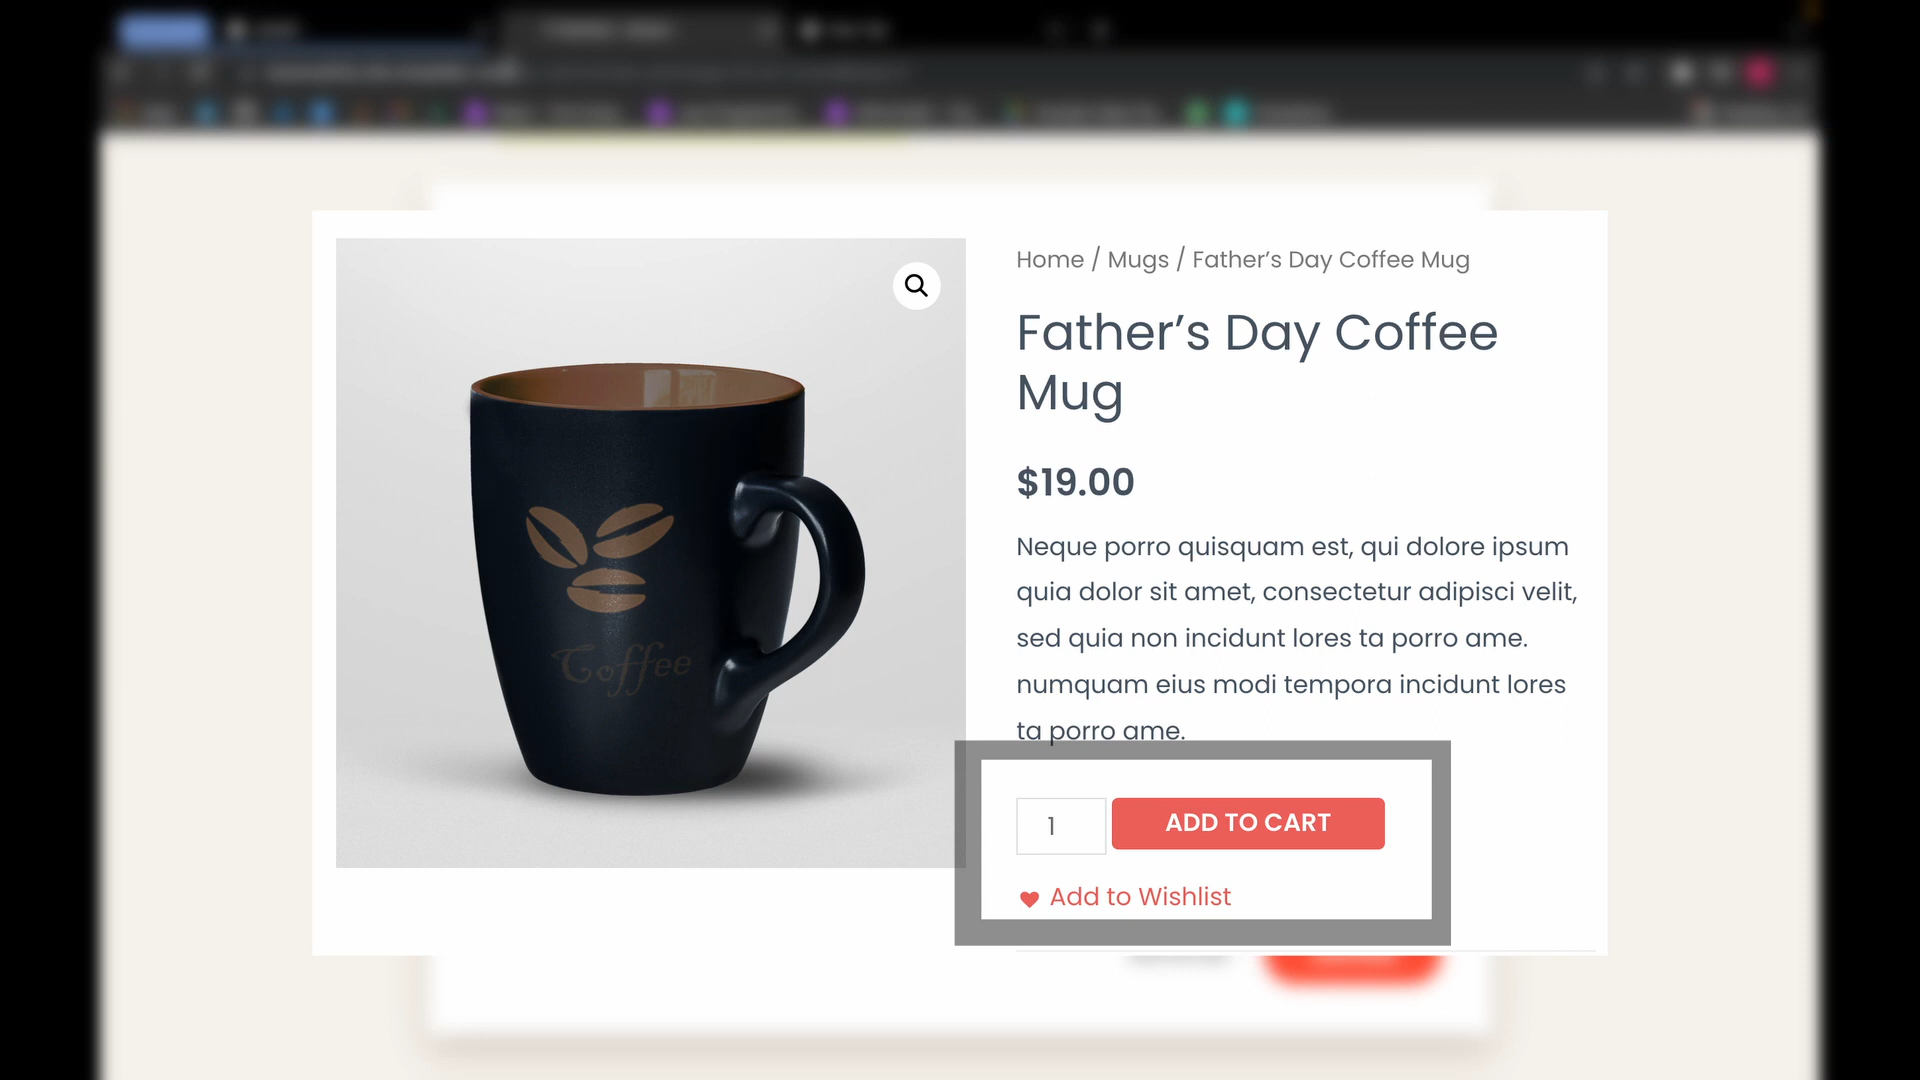 Home / Mugs / Father’s Day Coffee Mug
Father’s Day Coffee
Mug
$19.00
Neque porro quisquam est, qui dolore ipsum
quia dolor sit amet, consectetur adipisci velit,
sed quia non incidunt lores ta porro ame.
numquam eius modi tempora incidunt lores
ta porro ame.
Coffee
1
ADD TO CART
Add to Wishlist